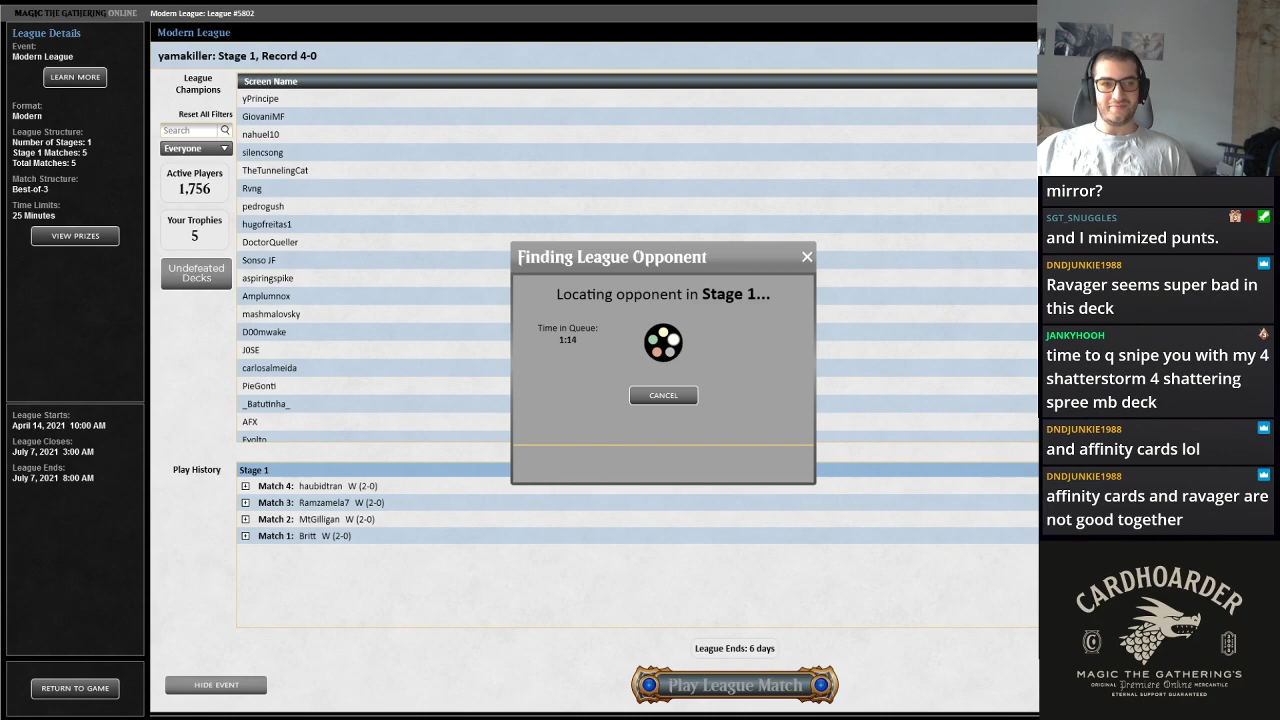 MAGIC THE GATHERING ONLINE
Modern League: League #5802
League Details
Event:
Modern League
LEARN MORE
Format:
Modern
League Structure:
Number of Stages: 1
Stage 1 Matches: 5
Total Matches: 5
Match Structure:
Best-of-3
Time Limits:
25 Minutes
VIEW PRIZES
League Starts:
April 14, 2021 10:00 AM
League Closes:
July 7, 2021 3:00 AM
League Ends:
July 7, 2021 8:00 AM
RETURN TO GAME
Modern League
yamakiller: Stage 1, Record 4-0
League
Champions
Reset All Filters
Search
Everyone
Active Players
1,756
Your Trophies
5
Undefeated
Decks
Screen Name
yPrincipe
GiovaniMF
nahuel10
silencsong
TheTunnelingCat
Rvng
pedrogush
hugofreitas1
DoctorQueller
Sonso JF
aspiringspike
Amplumnox
mashmalovsky
D00mwake
J0SE
carlosalmeida
PieGonti
_Batutinha_
AFX
Finding League Opponent
Locating opponent in Stage 1...
Time in Queue:
1:14
CANCEL
Play History
Stage 1
Match 4: haubidtran W (2-0)
Match 3: Ramzamela7 W (2-0)
Match 2: MtGilligan W (2-0)
Match 1: Britt W (2-0)
League Ends: 6 days
HIDE EVENT
Play League Match
mirror?
SGT_SNUGGLES
and I minimized punts.
DNDJUNKIE1988
Ravager seems super bad in
this deck
JANKYHOOH
time to q snipe you with my 4
shatterstorm 4 shattering
spree mb deck
DNDJUNKIE1988
and affinity cards lol
DNDJUNKIE1988
affinity cards and ravager are
not good together
CARDHOARDER
MAGIC THE GATHERING'S
ORIGINAL Premiere Online MERCANTILE
ETERNAL SUPPORT GUARANTEED